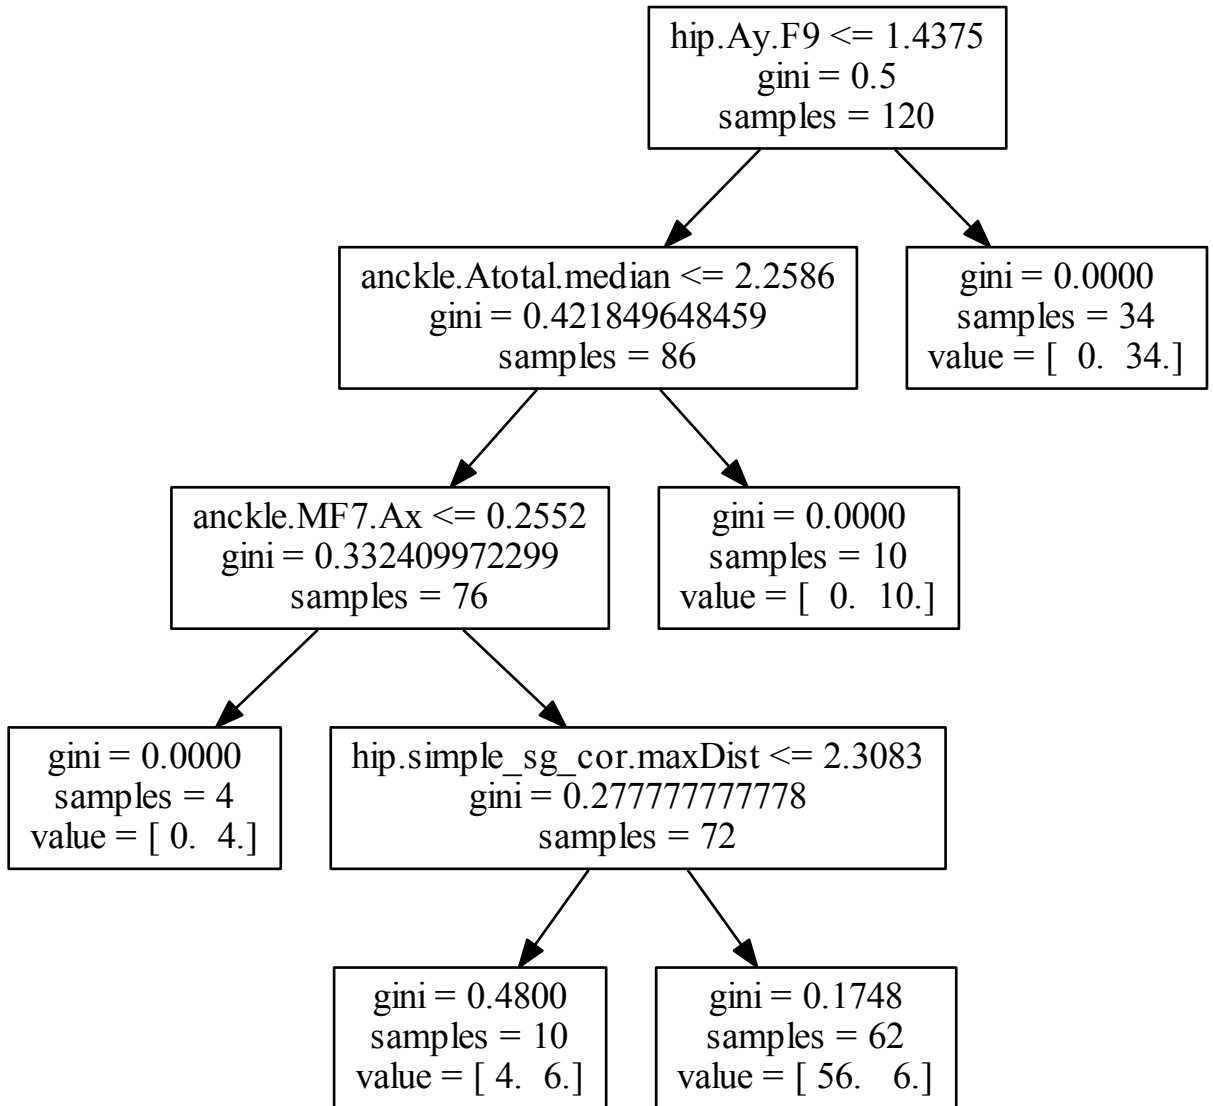 hip.Ay.F9 <= 1.4375
gini = 0.5
samples = 120
anckle.Atotal.median <= 2.2586
gini = 0.421849648459
samples = 86
gini = 0.0000
samples = 34
value = [  0.  34.]
anckle.MF7.Ax <= 0.2552
gini = 0.332409972299
samples = 76
gini = 0.0000
samples = 10
value = [  0.  10.]
gini = 0.0000
samples = 4
value = [ 0.  4.]
hip.simple_sg_cor.maxDist <= 2.3083
gini = 0.277777777778
samples = 72
gini = 0.4800
samples = 10
value = [ 4.  6.]
gini = 0.1748
samples = 62
value = [ 56.   6.]